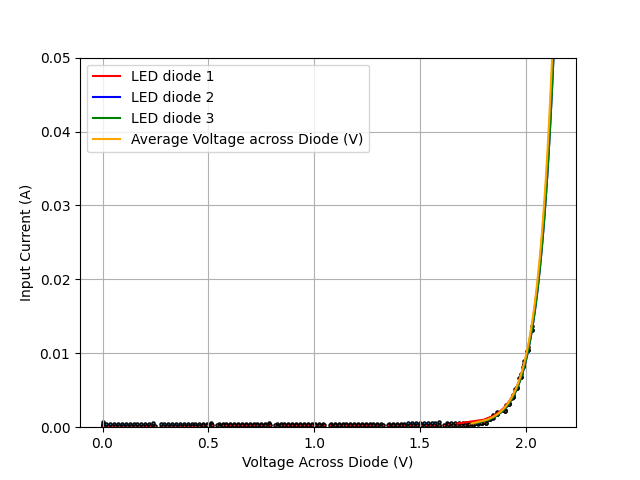 0.05
0.04
0.03
0.02
0.01
0.00
Input Current (A)
LED diode 1
LED diode 2
LED diode 3
Average Voltage across Diode (V)
0.0 0.5 1.0 1.5 2.0
Voltage Across Diode (V)